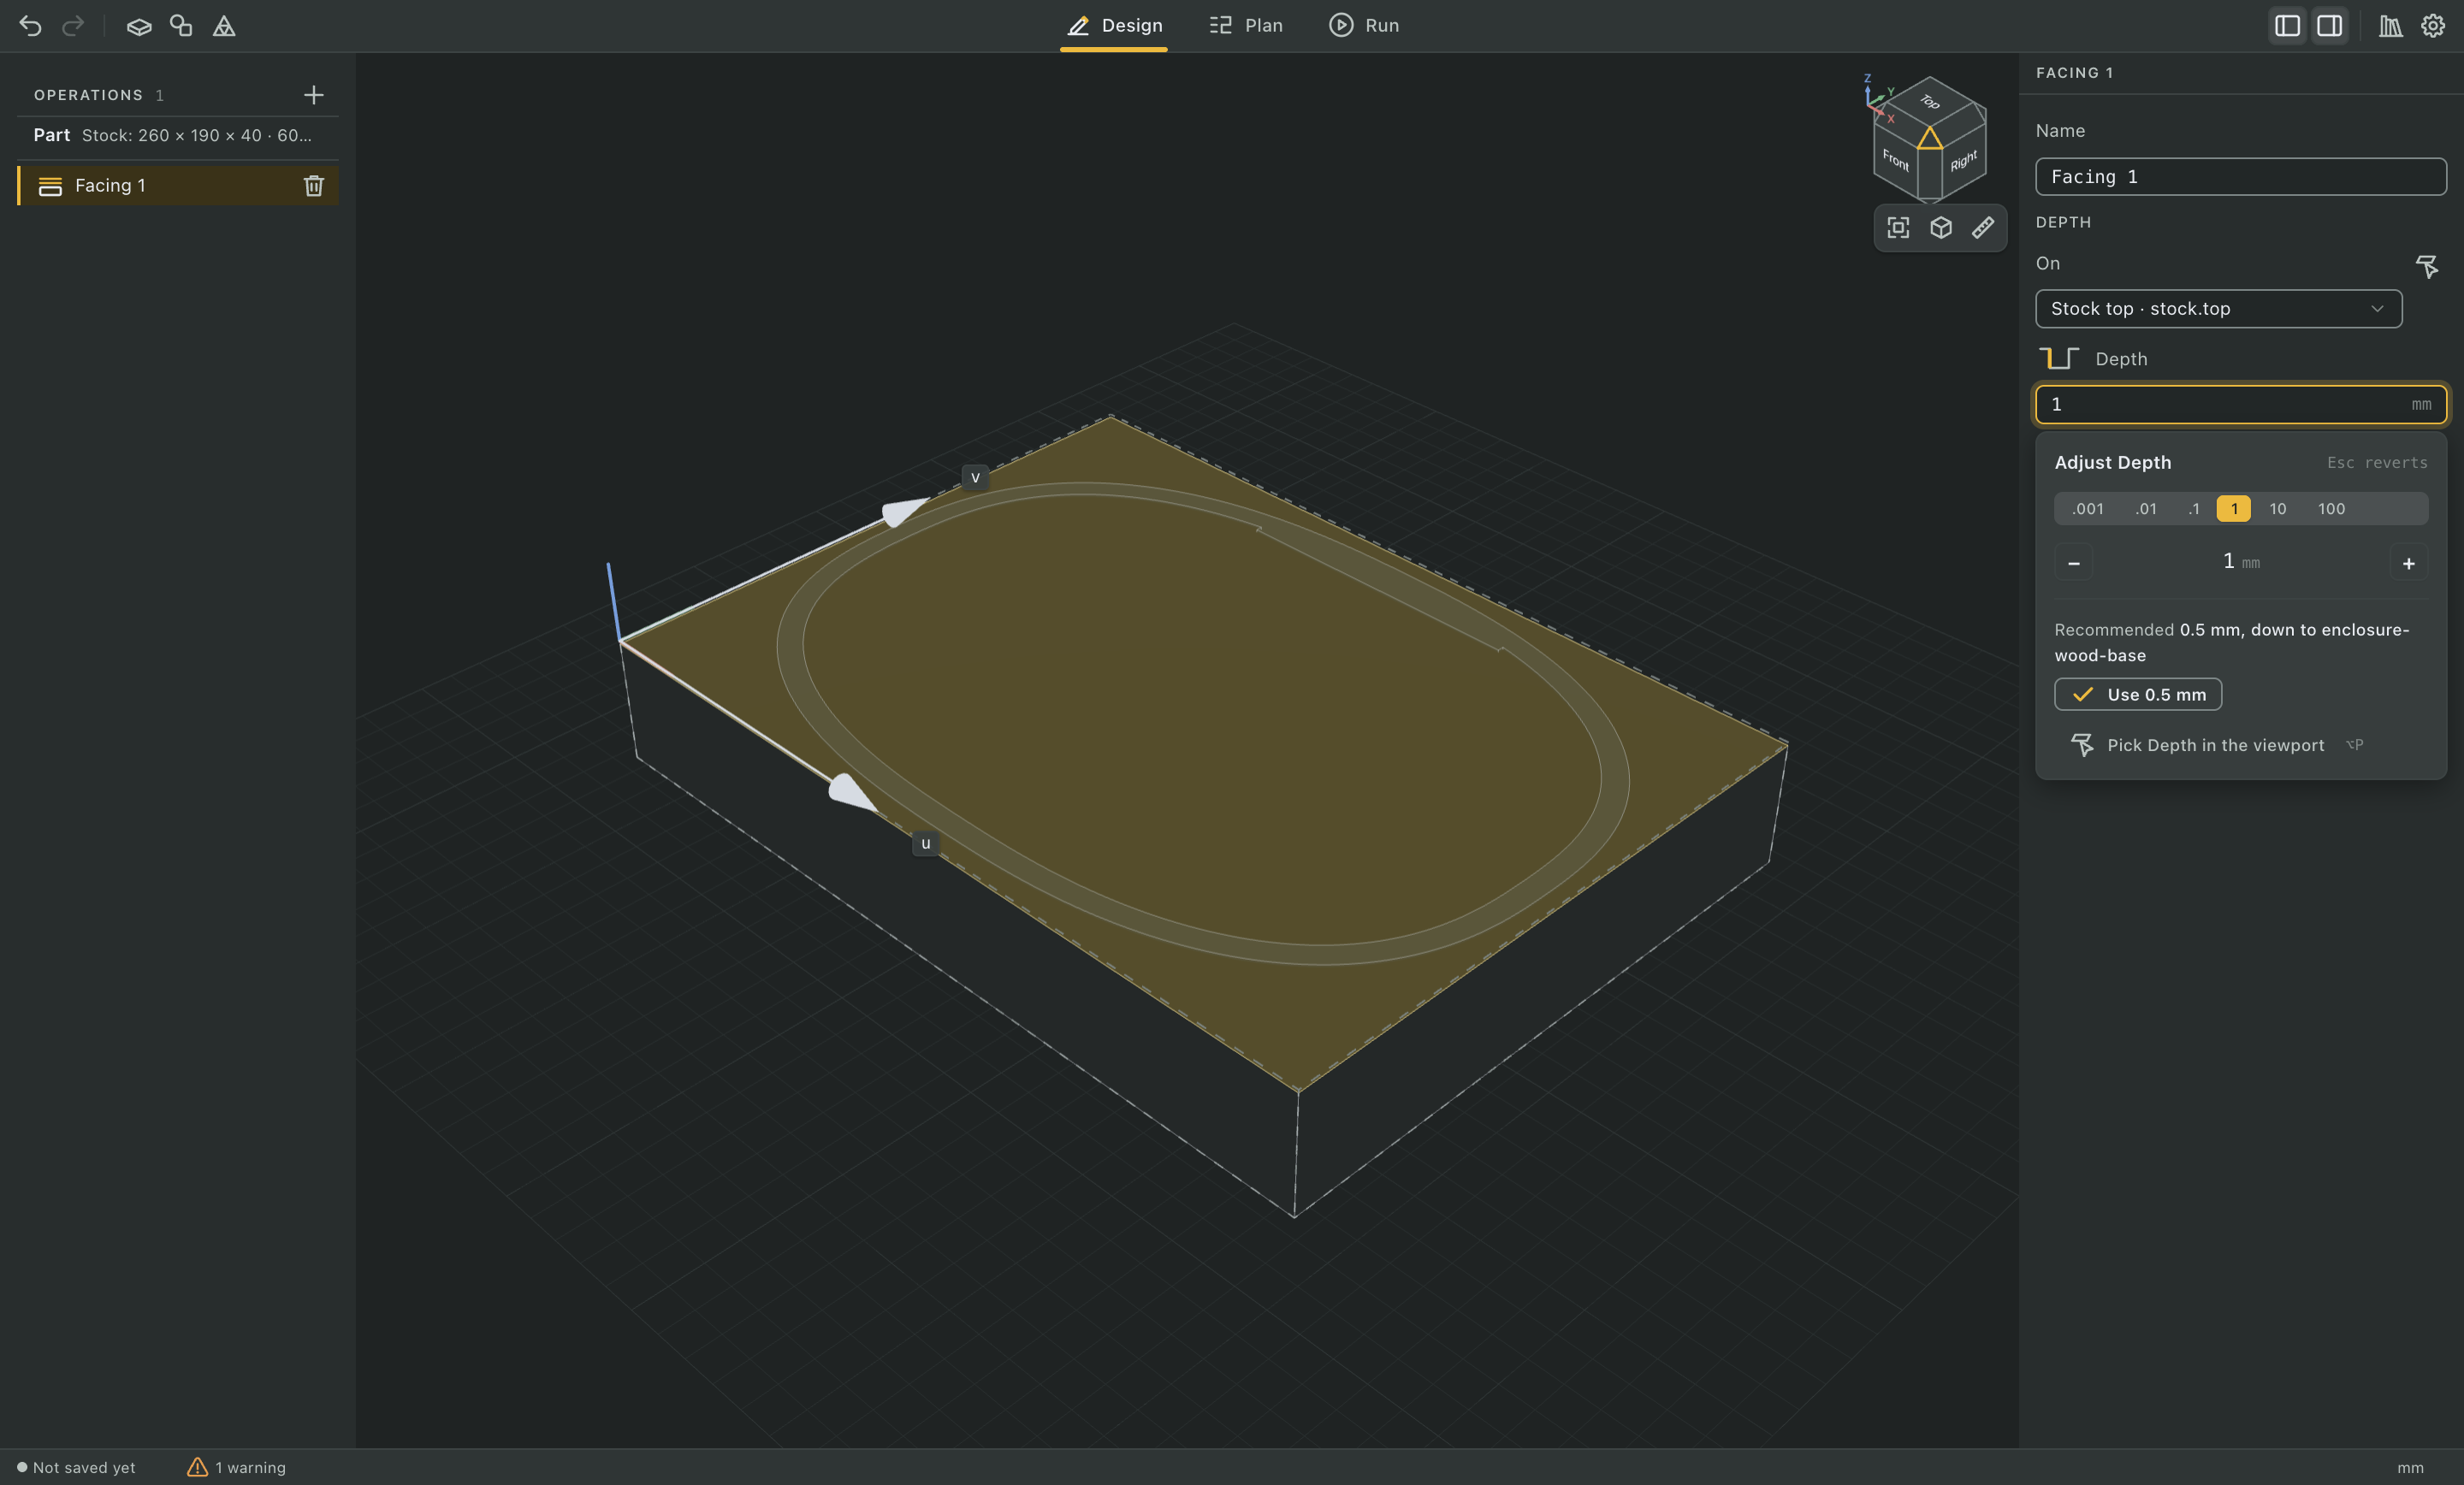 Design
Plan
Run
OPERATIONS 1
Part Stock: 260 × 190 × 40 · 60...
Facing 1
Z
Y
X
Top
Front
Right
v
u
FACING 1
Name
Facing 1
DEPTH
On
Stock top · stock.top
Depth
1 mm
Adjust Depth Esc reverts
.001 .01 .1 1 10 100
− 1 mm +
Recommended 0.5 mm, down to enclosure-
wood-base
Use 0.5 mm
Pick Depth in the viewport ⌥P
Not saved yet
1 warning
mm